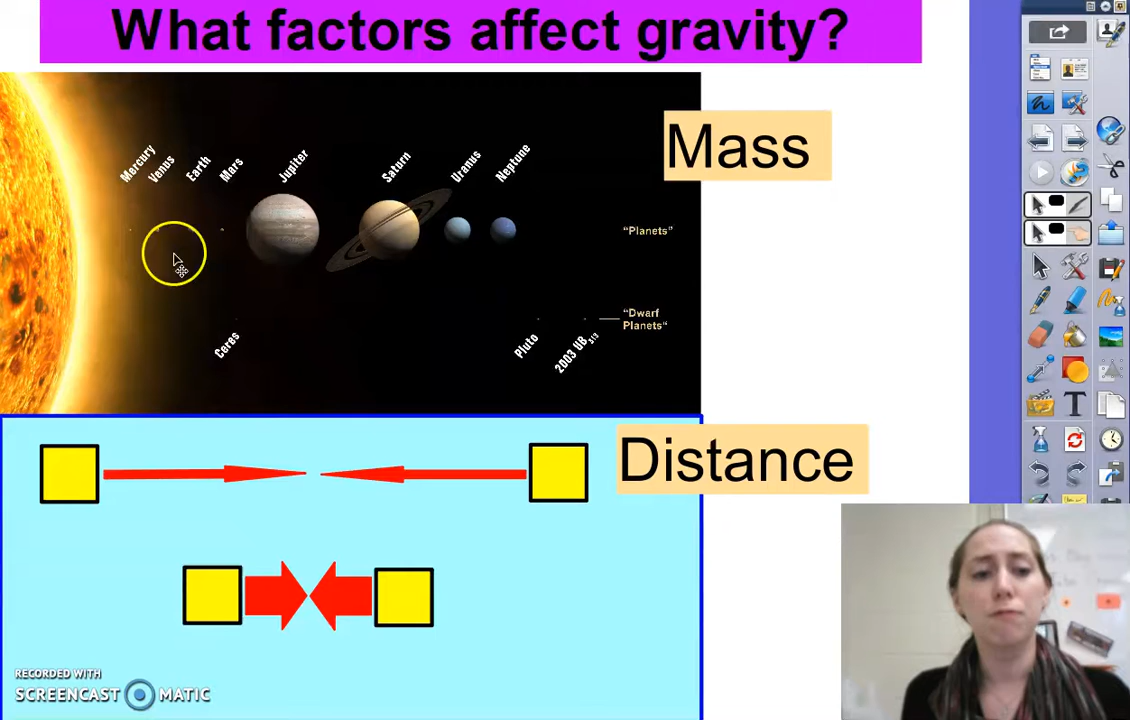 What factors affect gravity?
Mass
Mercury
Venus
Earth
Mars
Jupiter
Saturn
Uranus
Neptune
“Planets”
“Dwarf
Planets“
Ceres
Pluto
2003 UB313
Distance
RECORDED WITH
SCREENCAST MATIC
T